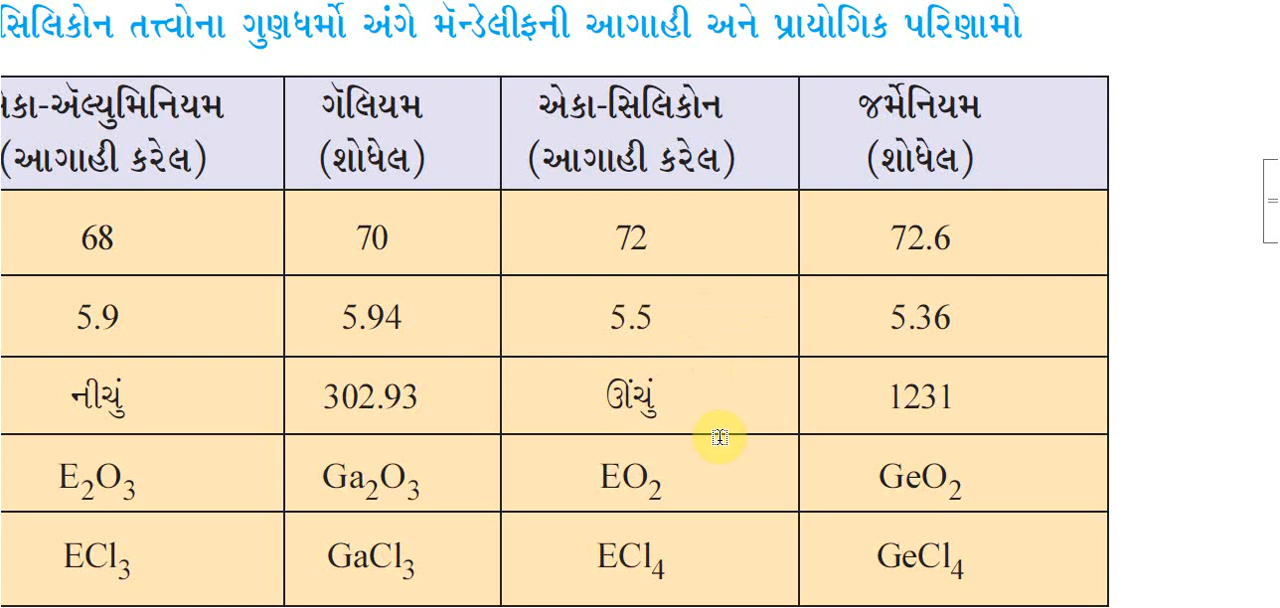 સિલિકોન તત્ત્વોના ગુણધર્મો અંગે મૅન્ડેલીફની આગાહી અને પ્રાયોગિક પરિણામો
એકા-ઍલ્યુમિનિયમ ગૅલિયમ એકા-સિલિકોન જર્મેનિયમ
(આગાહી કરેલ) (શોધેલ) (આગાહી કરેલ) (શોધેલ)
68 70 72 72.6
5.9 5.94 5.5 5.36
નીચું 302.93 ઊંચું 1231
E₂O₃ Ga₂O₃ EO₂ GeO₂
ECl₃ GaCl₃ ECl₄ GeCl₄